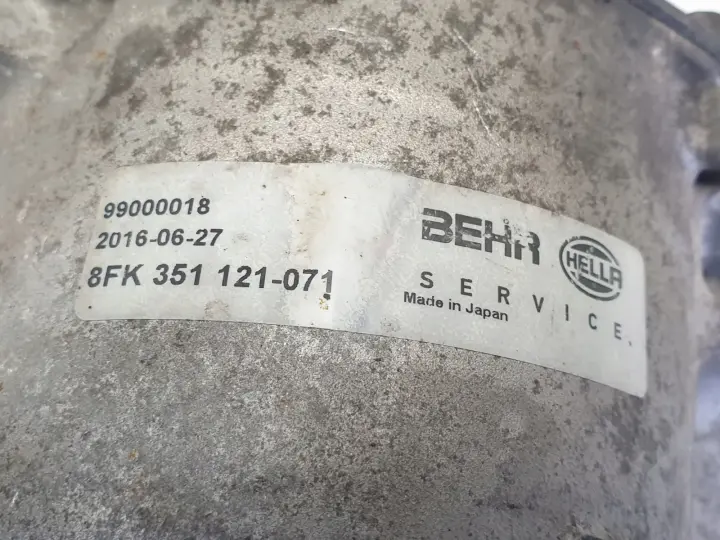 99000018
2016-06-27
8FK 351 121-071
BEHR HELLA
SERVICE.
Made in Japan